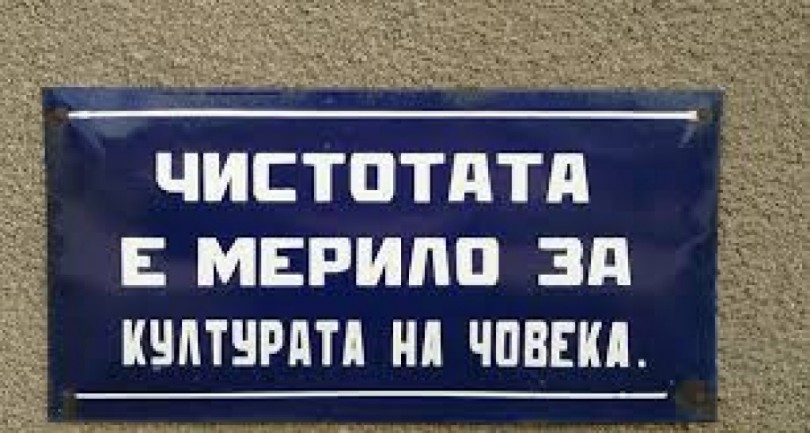 ЧИСТОТАТА
Е МЕРИЛО ЗА
КУЛТУРАТА НА ЧОВЕКА.